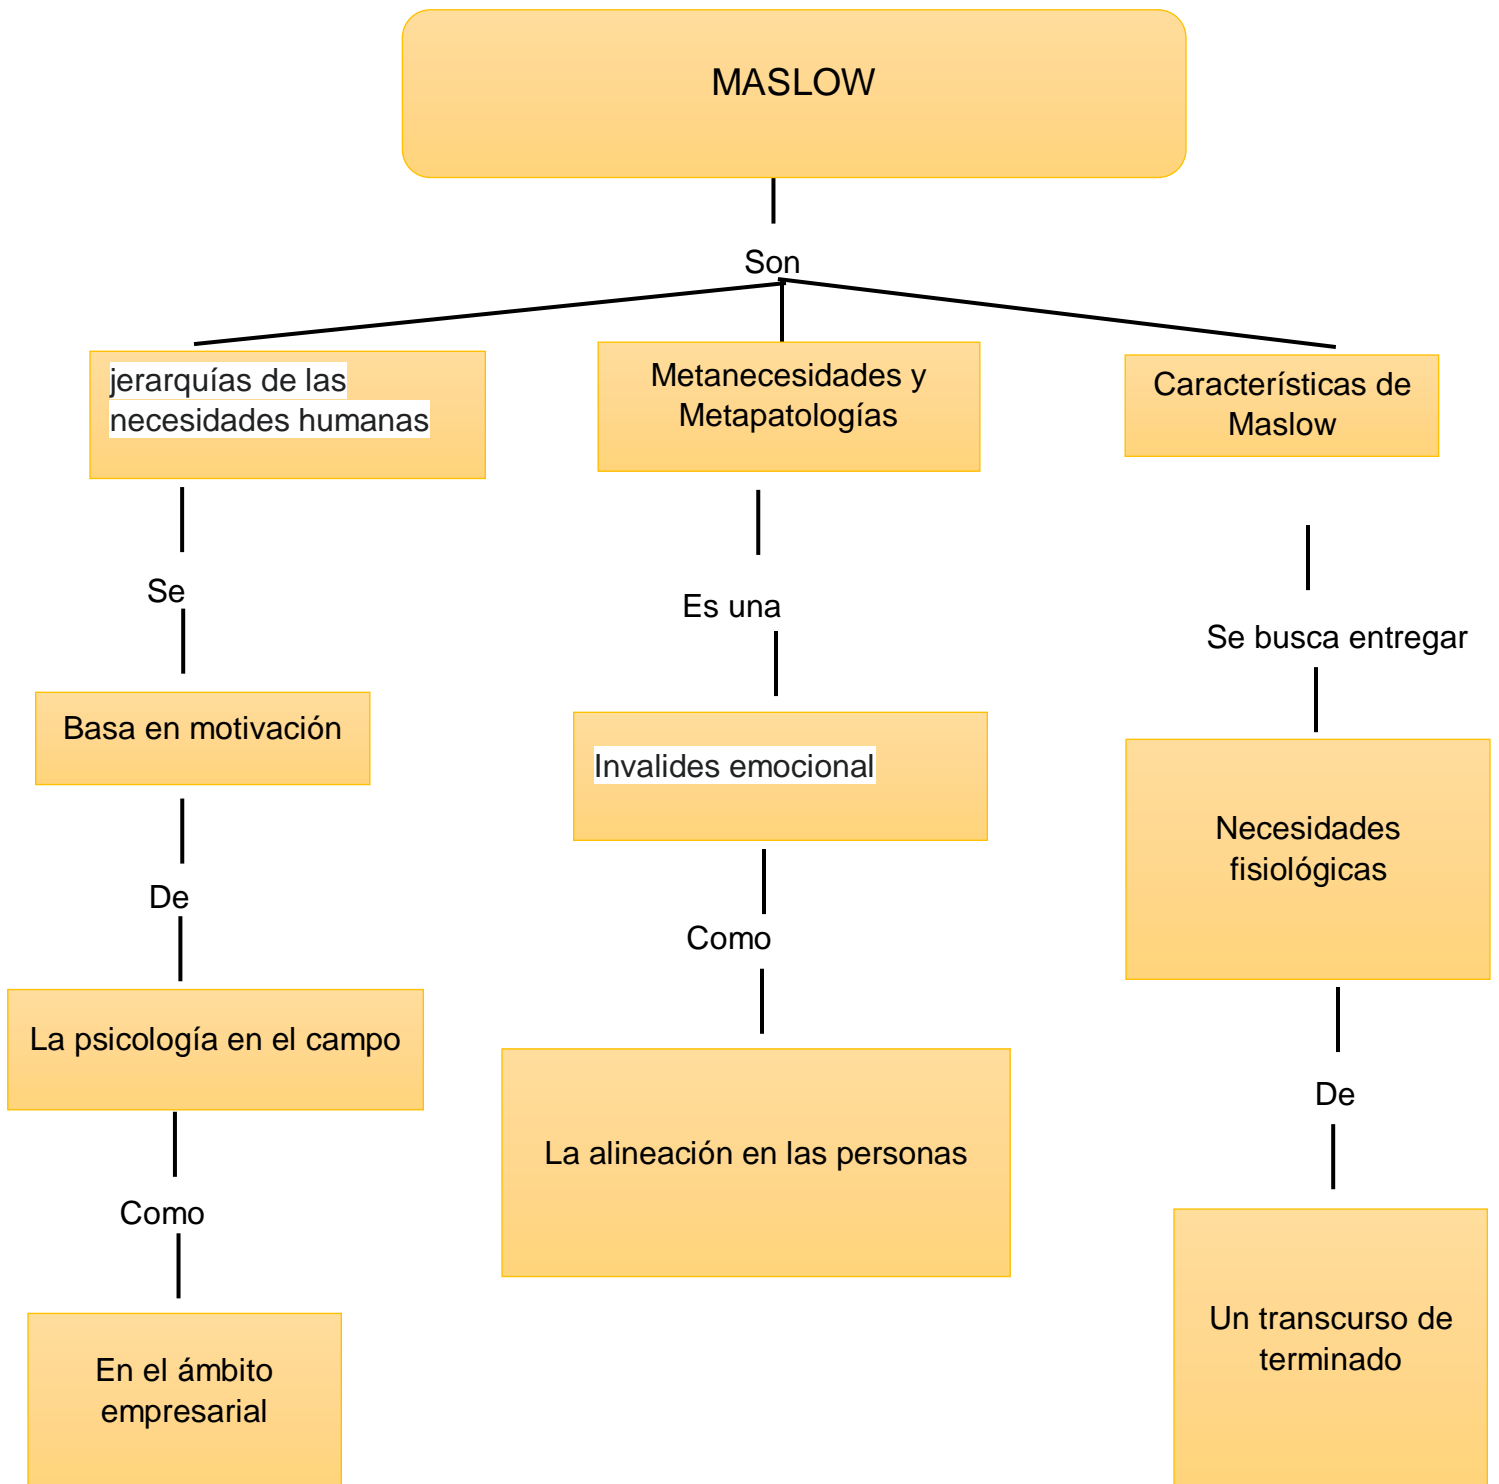 MASLOW
Son
jerarquías de las
necesidades humanas
Se
Basa en motivación
De
La psicología en el campo
Como
En el ámbito
empresarial
Metanecesidades y
Metapatologías
Es una
Invalides emocional
Como
La alineación en las personas
Características de
Maslow
Se busca entregar
Necesidades
fisiológicas
De
Un transcurso de
terminado